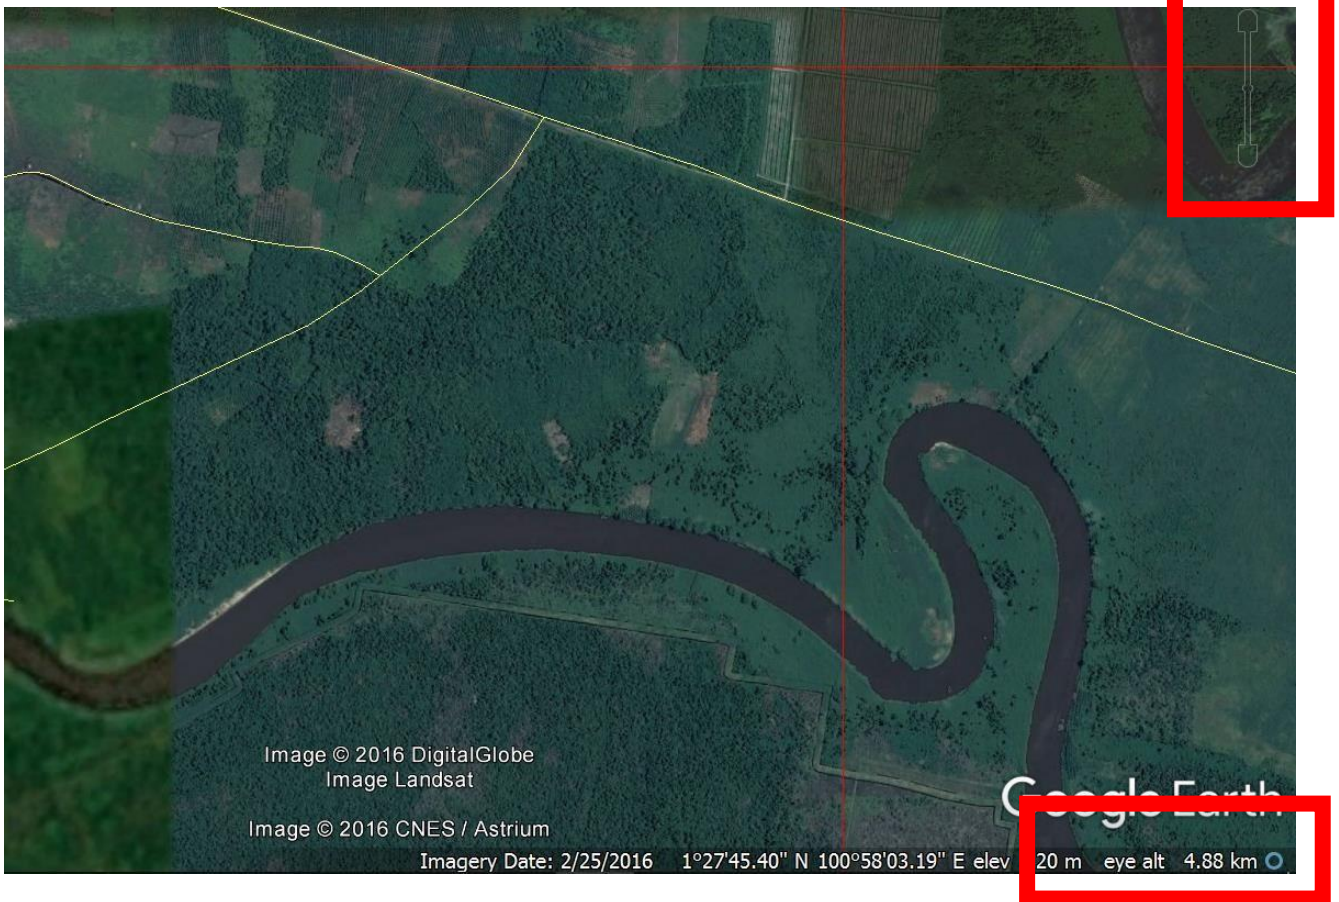 Image © 2016 DigitalGlobe
Image Landsat
Image © 2016 CNES / Astrium
Google Earth
Imagery Date: 2/25/2016 1°27'45.40" N 100°58'03.19" E elev 20 m eye alt 4.88 km